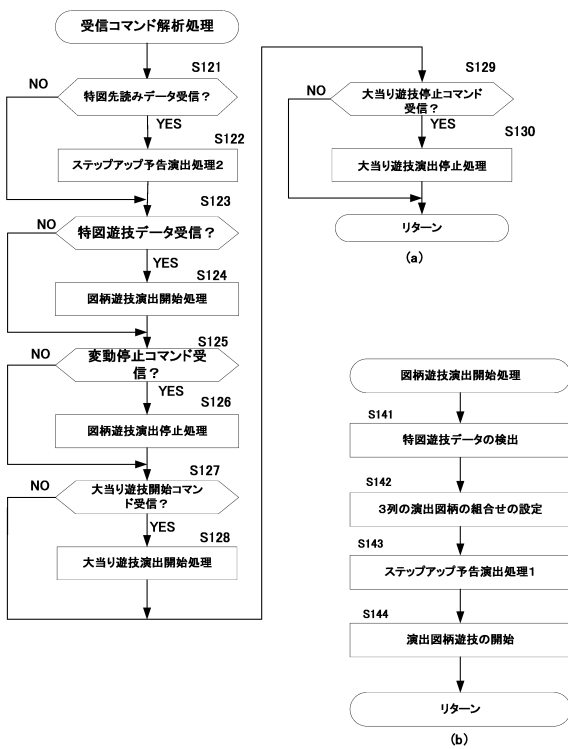 受信コマンド解析処理
S121
特図先読みデータ受信？
NO
YES
S122
ステップアップ予告演出処理２
S123
特図遊技データ受信？
NO
YES
S124
図柄遊技演出開始処理
S125
変動停止コマンド受
信？
NO
YES
S126
図柄遊技演出停止処理
S127
大当り遊技開始コマン
ド受信？
NO
YES
S128
大当り遊技演出開始処理
S129
大当り遊技停止コマンド
受信？
NO
YES
S130
大当り遊技演出停止処理
リターン
(a)
図柄遊技演出開始処理
S141
特図遊技データの検出
S142
３列の演出図柄の組合せの設定
S143
ステップアップ予告演出処理１
S144
演出図柄遊技の開始
リターン
(b)